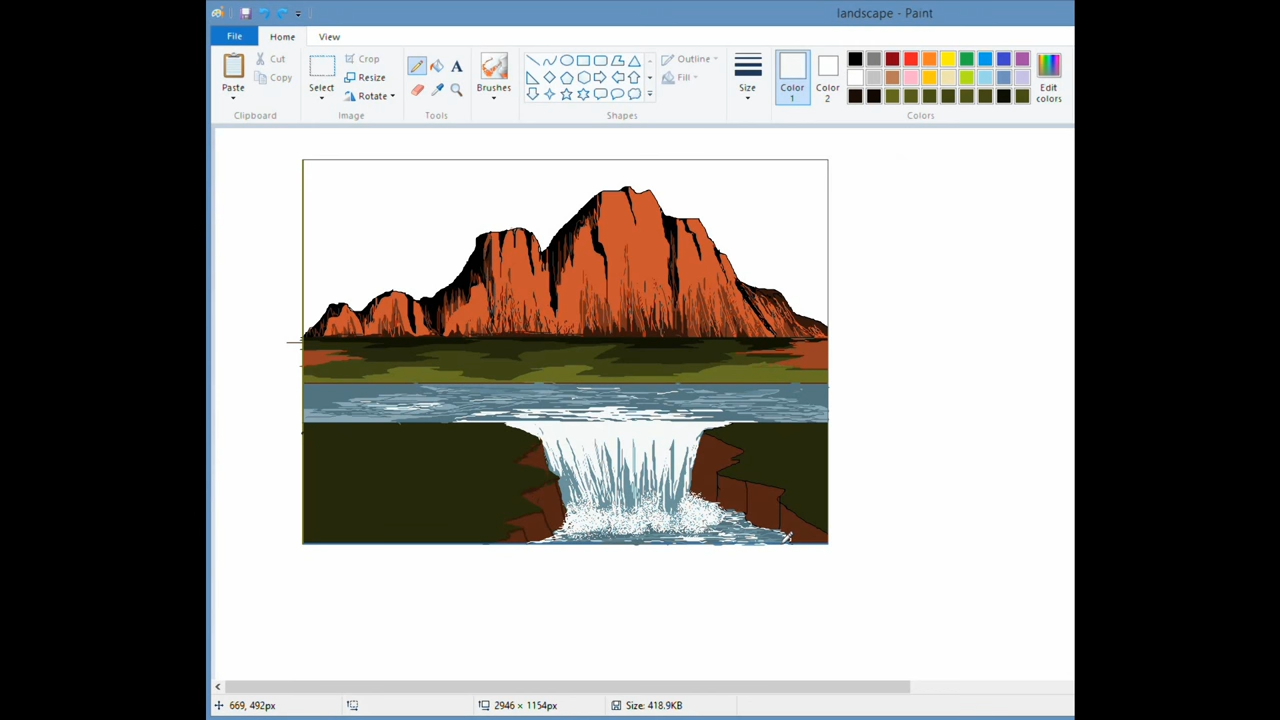 landscape - Paint
File Home View
Paste
Cut
Copy
Clipboard
Select
Crop
Resize
Rotate
Image
A
Tools
Brushes
Outline
Fill
Shapes
Size
Color 1
Color 2
Edit colors
Colors
669, 492px
2946 × 1154px
Size: 418.9KB